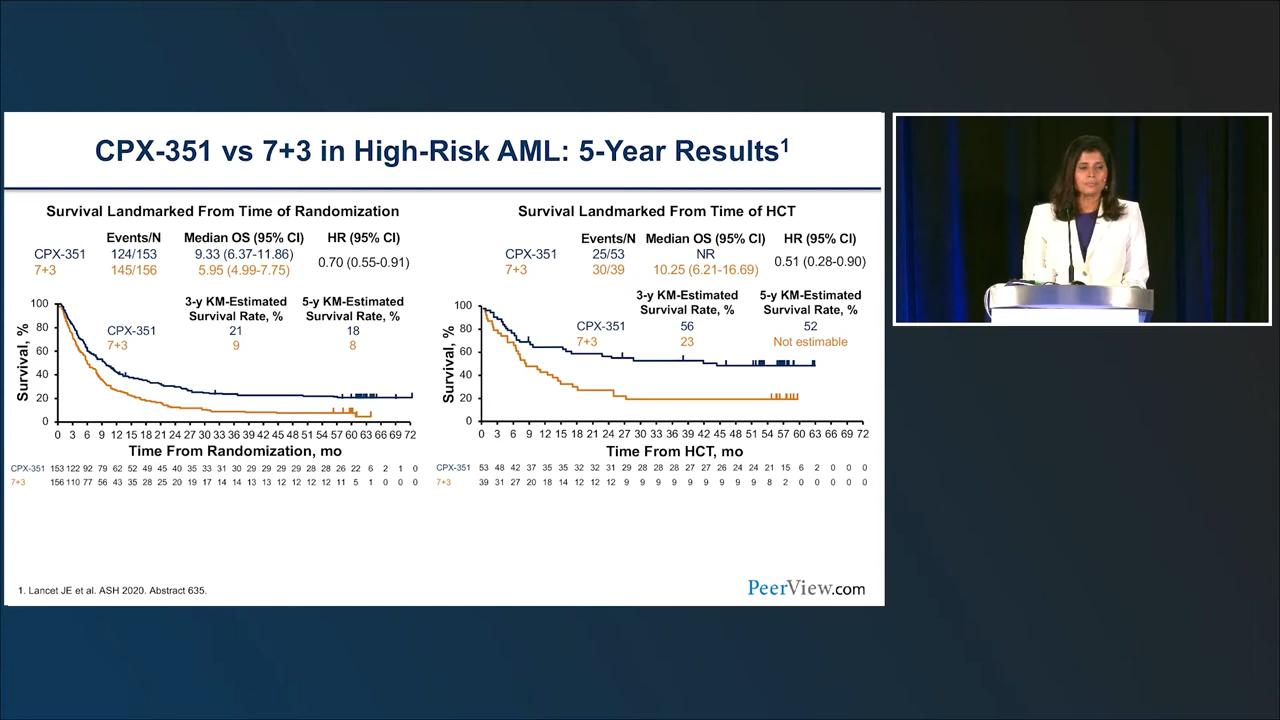 CPX-351 vs 7+3 in High-Risk AML: 5-Year Results1
Survival Landmarked From Time of Randomization
Events/N Median OS (95% CI) HR (95% CI)
CPX-351 124/153 9.33 (6.37-11.86) 0.70 (0.55-0.91)
7+3 145/156 5.95 (4.99-7.75)
3-y KM-Estimated Survival Rate, % 5-y KM-Estimated Survival Rate, %
CPX-351 21 18
7+3 9 8
Survival, %
100
80
60
40
20
0
0 3 6 9 12 15 18 21 24 27 30 33 36 39 42 45 48 51 54 57 60 63 66 69 72
Time From Randomization, mo
CPX-351 153 122 92 79 62 52 49 45 40 35 33 31 30 29 29 29 29 28 28 26 22 6 2 1 0
7+3 156 110 77 56 43 35 28 25 20 19 17 14 14 13 13 12 12 12 12 11 5 1 0 0 0
Survival Landmarked From Time of HCT
Events/N Median OS (95% CI) HR (95% CI)
CPX-351 25/53 NR 0.51 (0.28-0.90)
7+3 30/39 10.25 (6.21-16.69)
3-y KM-Estimated Survival Rate, % 5-y KM-Estimated Survival Rate, %
CPX-351 56 52
7+3 23 Not estimable
Survival, %
100
80
60
40
20
0
0 3 6 9 12 15 18 21 24 27 30 33 36 39 42 45 48 51 54 57 60 63 66 69 72
Time From HCT, mo
CPX-351 53 48 42 37 35 35 32 32 31 29 28 28 28 27 27 26 24 24 21 15 6 2 0 0 0
7+3 39 31 27 20 18 14 12 12 12 9 9 9 9 9 9 9 9 9 8 2 0 0 0 0 0
1. Lancet JE et al. ASH 2020. Abstract 635.
PeerView.com